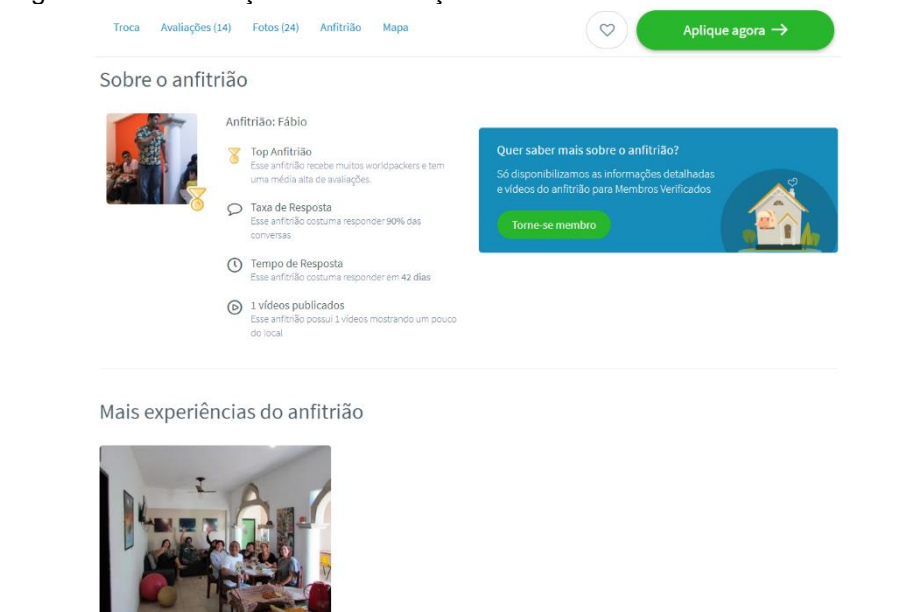 Troca Avaliações (14) Fotos (24) Anfitrião Mapa
Aplique agora →
Sobre o anfitrião
Anfitrião: Fábio
Top Anfitrião
Esse anfitrião recebe muitos worldpackers e tem
uma média alta de avaliações.
Taxa de Resposta
Esse anfitrião costuma responder 90% das
conversas
Tempo de Resposta
Esse anfitrião costuma responder em 42 dias
1 vídeos publicados
Esse anfitrião possui 1 vídeos mostrando um pouco
do local
Quer saber mais sobre o anfitrião?
Só disponibilizamos as informações detalhadas
e vídeos do anfitrião para Membros Verificados
Torne-se membro
Mais experiências do anfitrião